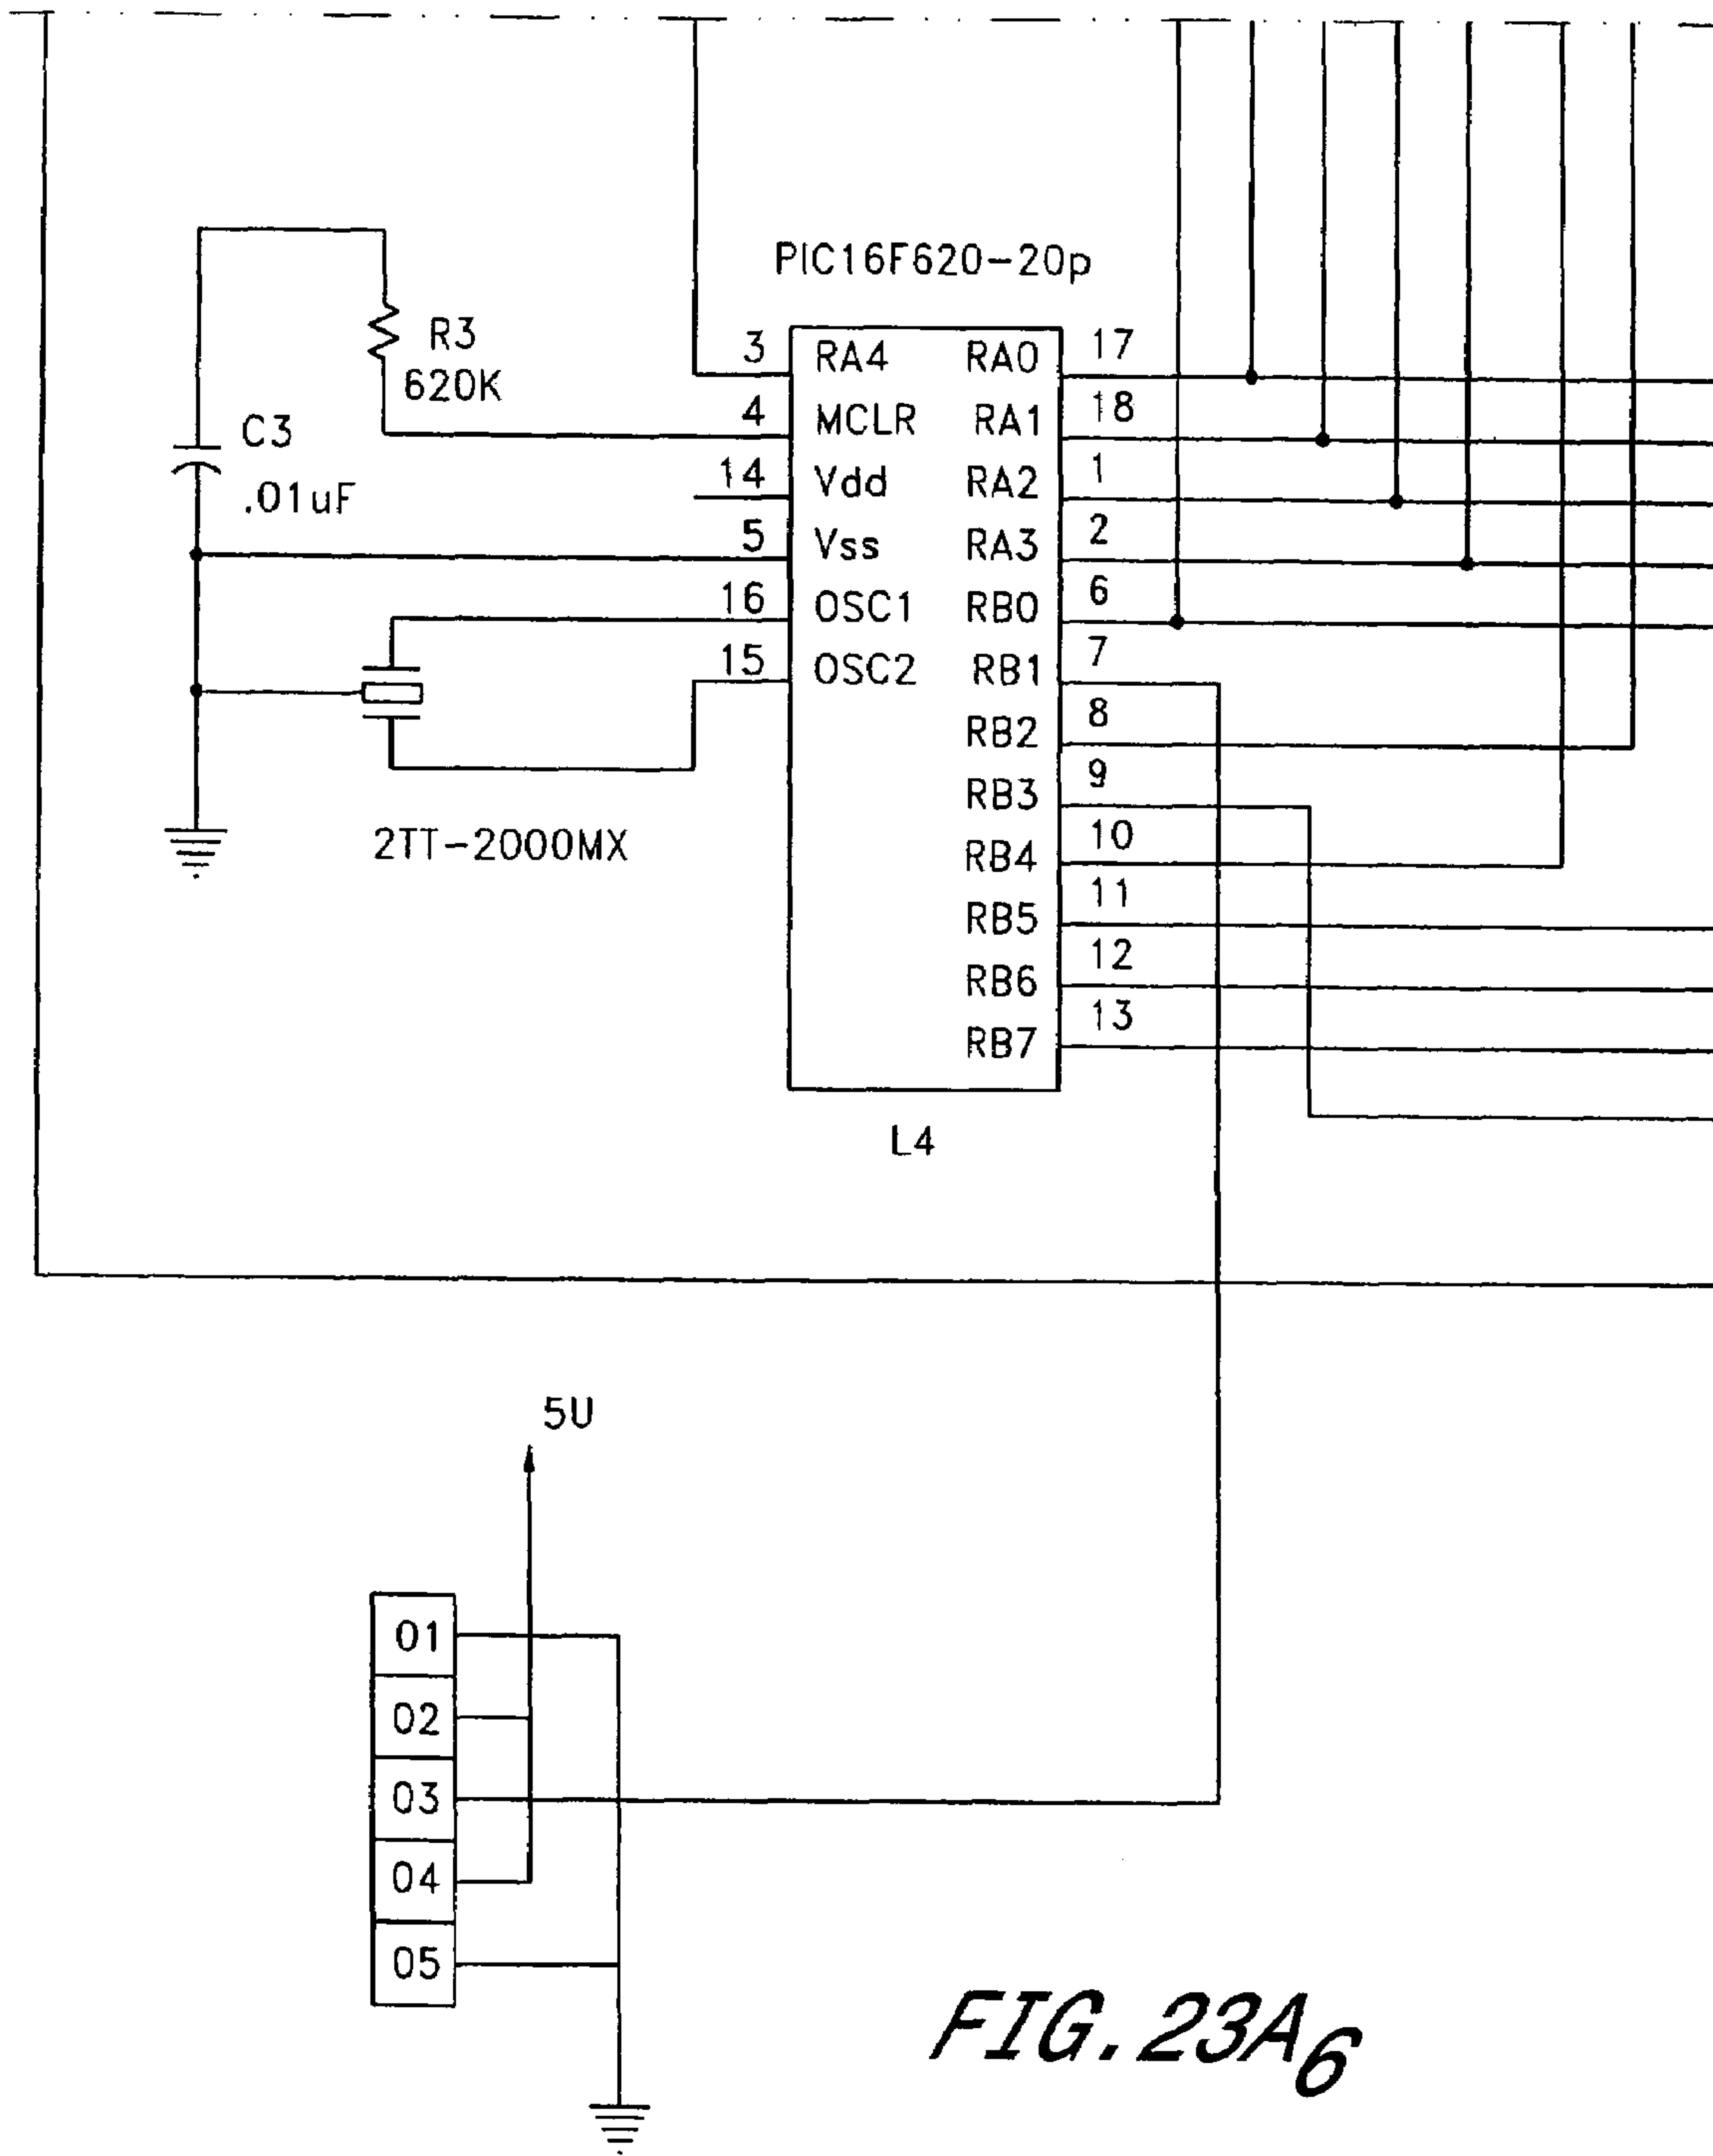 PIC16F620-20p
R3
620K
C3
.01uF
3 RA4 RA0 17
4 MCLR RA1 18
14 Vdd RA2 1
5 Vss RA3 2
16 OSC1 RB0 6
15 OSC2 RB1 7
RB2 8
RB3 9
RB4 10
RB5 11
RB6 12
RB7 13
2TT-2000MX
L4
5U
01
02
03
04
05
FIG. 23A6